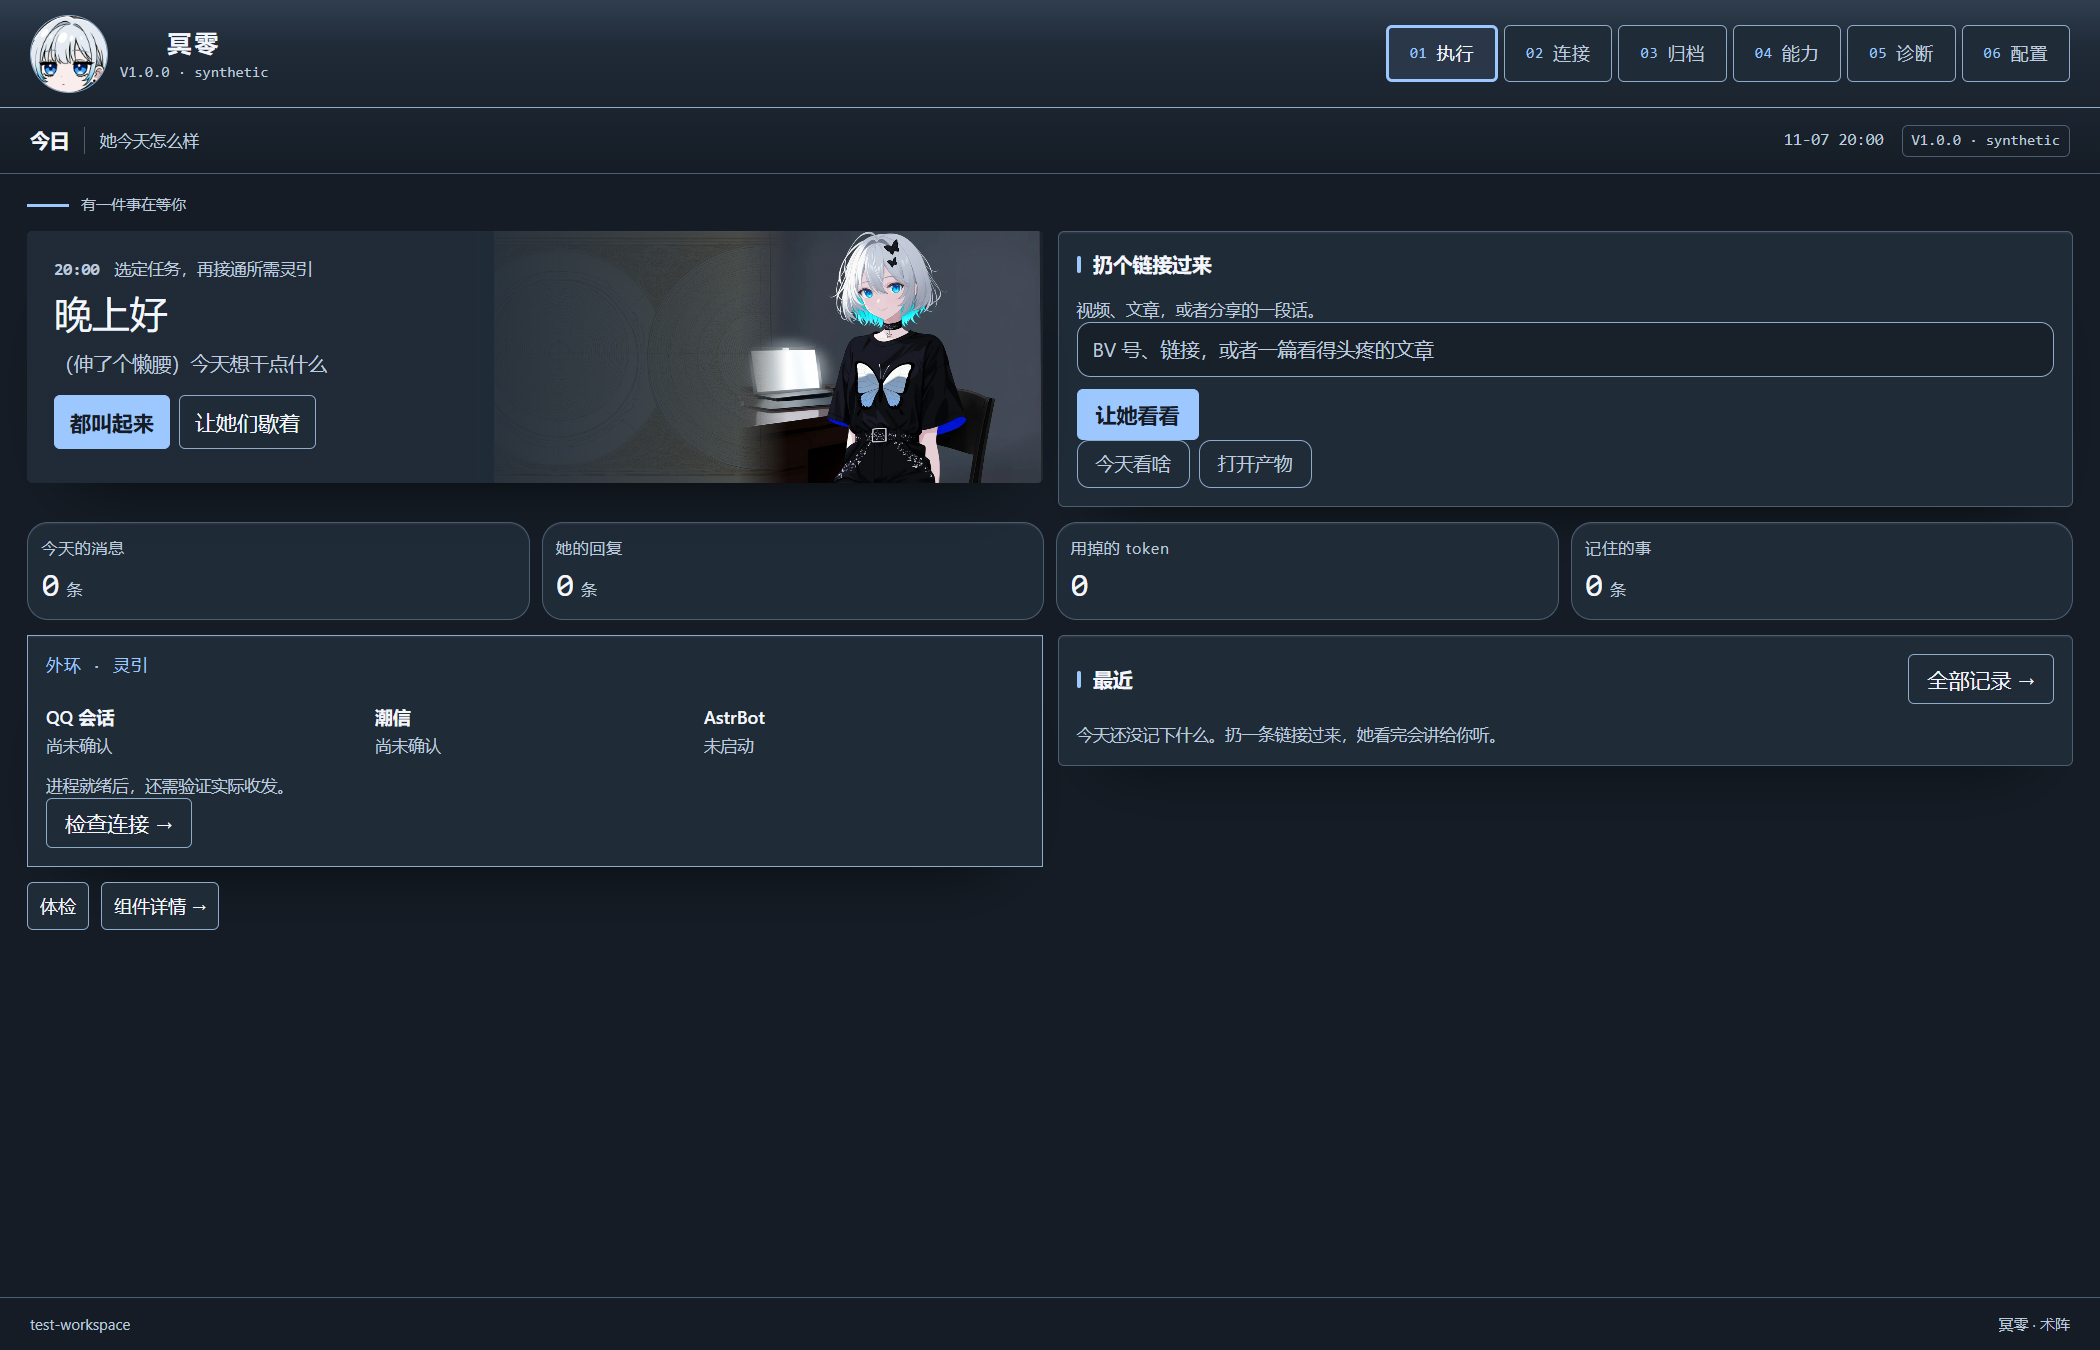 冥零
V1.0.0 · synthetic
01 执行
02 连接
03 归档
04 能力
05 诊断
06 配置
今日
她今天怎么样
11-07 20:00
V1.0.0 · synthetic
有一件事在等你
20:00 选定任务，再接通所需灵引
晚上好
（伸了个懒腰）今天想干点什么
都叫起来
让她们歇着
扔个链接过来
视频、文章，或者分享的一段话。
BV 号、链接，或者一篇看得头疼的文章
让她看看
今天看啥
打开产物
今天的消息
0 条
她的回复
0 条
用掉的 token
0
记住的事
0 条
外环 · 灵引
QQ 会话
尚未确认
潮信
尚未确认
AstrBot
未启动
进程就绪后，还需验证实际收发。
检查连接 →
最近
全部记录 →
今天还没记下什么。扔一条链接过来，她看完会讲给你听。
体检
组件详情 →
test-workspace
冥零 · 术阵